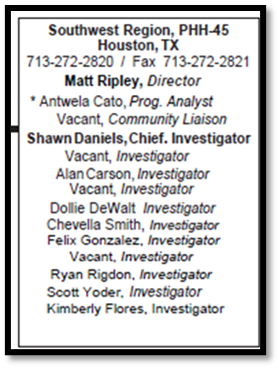 Southwest Region, PHH-45
Houston, TX
713-272-2820 / Fax 713-272-2821
Matt Ripley, Director
* Antwela Cato, Prog. Analyst
Vacant, Community Liaison
Shawn Daniels, Chief. Investigator
Vacant, Investigator
Alan Carson, Investigator
Vacant, Investigator
Dollie DeWalt Investigator
Chevella Smith, Investigator
Felix Gonzalez, Investigator
Vacant, Investigator
Ryan Rigdon, Investigator
Scott Yoder, Investigator
Kimberly Flores, Investigator